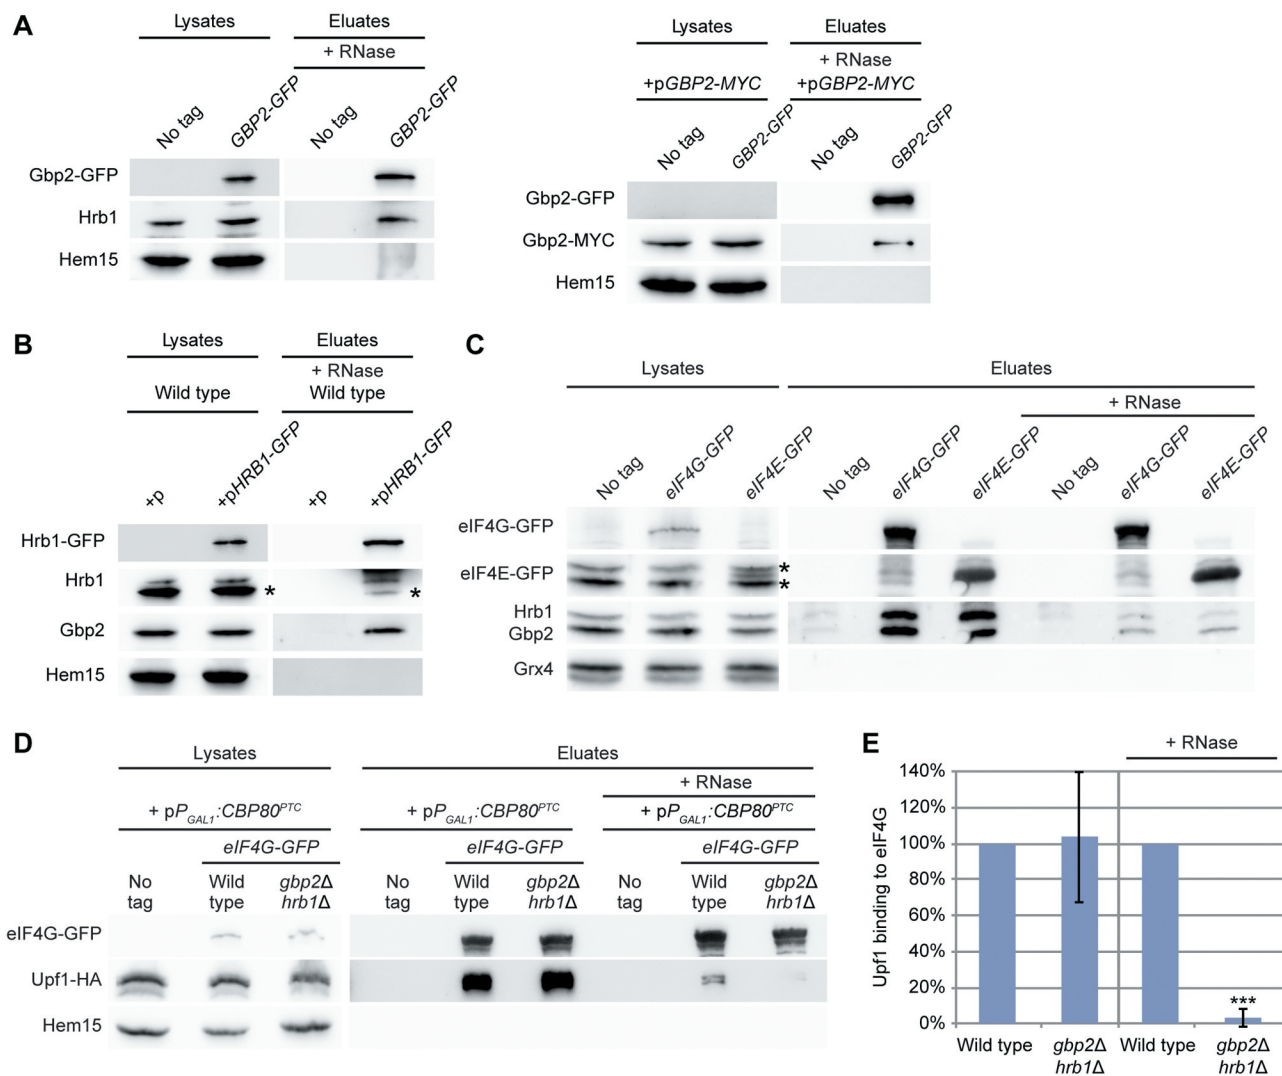 A
Lysates
Eluates
+ RNase
No tag
GBP2-GFP
No tag
GBP2-GFP
Gbp2-GFP
Hrb1
Hem15
Lysates
Eluates
+ RNase
+pGBP2-MYC
+pGBP2-MYC
No tag
GBP2-GFP
No tag
GBP2-GFP
Gbp2-GFP
Gbp2-MYC
Hem15
B
Lysates
Eluates
+ RNase
Wild type
Wild type
+p
+pHRB1-GFP
+p
+pHRB1-GFP
Hrb1-GFP
Hrb1
*
*
Gbp2
Hem15
C
Lysates
Eluates
+ RNase
No tag
eIF4G-GFP
eIF4E-GFP
No tag
eIF4G-GFP
eIF4E-GFP
No tag
eIF4G-GFP
eIF4E-GFP
eIF4G-GFP
eIF4E-GFP
*
*
Hrb1
Gbp2
Grx4
D
Lysates
Eluates
+ RNase
+ pPGAL1:CBP80PTC
+ pPGAL1:CBP80PTC
+ pPGAL1:CBP80PTC
eIF4G-GFP
eIF4G-GFP
eIF4G-GFP
No tag
Wild type
gbp2Δ hrb1Δ
No tag
Wild type
gbp2Δ hrb1Δ
No tag
Wild type
gbp2Δ hrb1Δ
eIF4G-GFP
Upf1-HA
Hem15
E
+ RNase
Upf1 binding to eIF4G
140%
120%
100%
80%
60%
40%
20%
0%
***
Wild type
gbp2Δ
hrb1Δ
Wild type
gbp2Δ
hrb1Δ